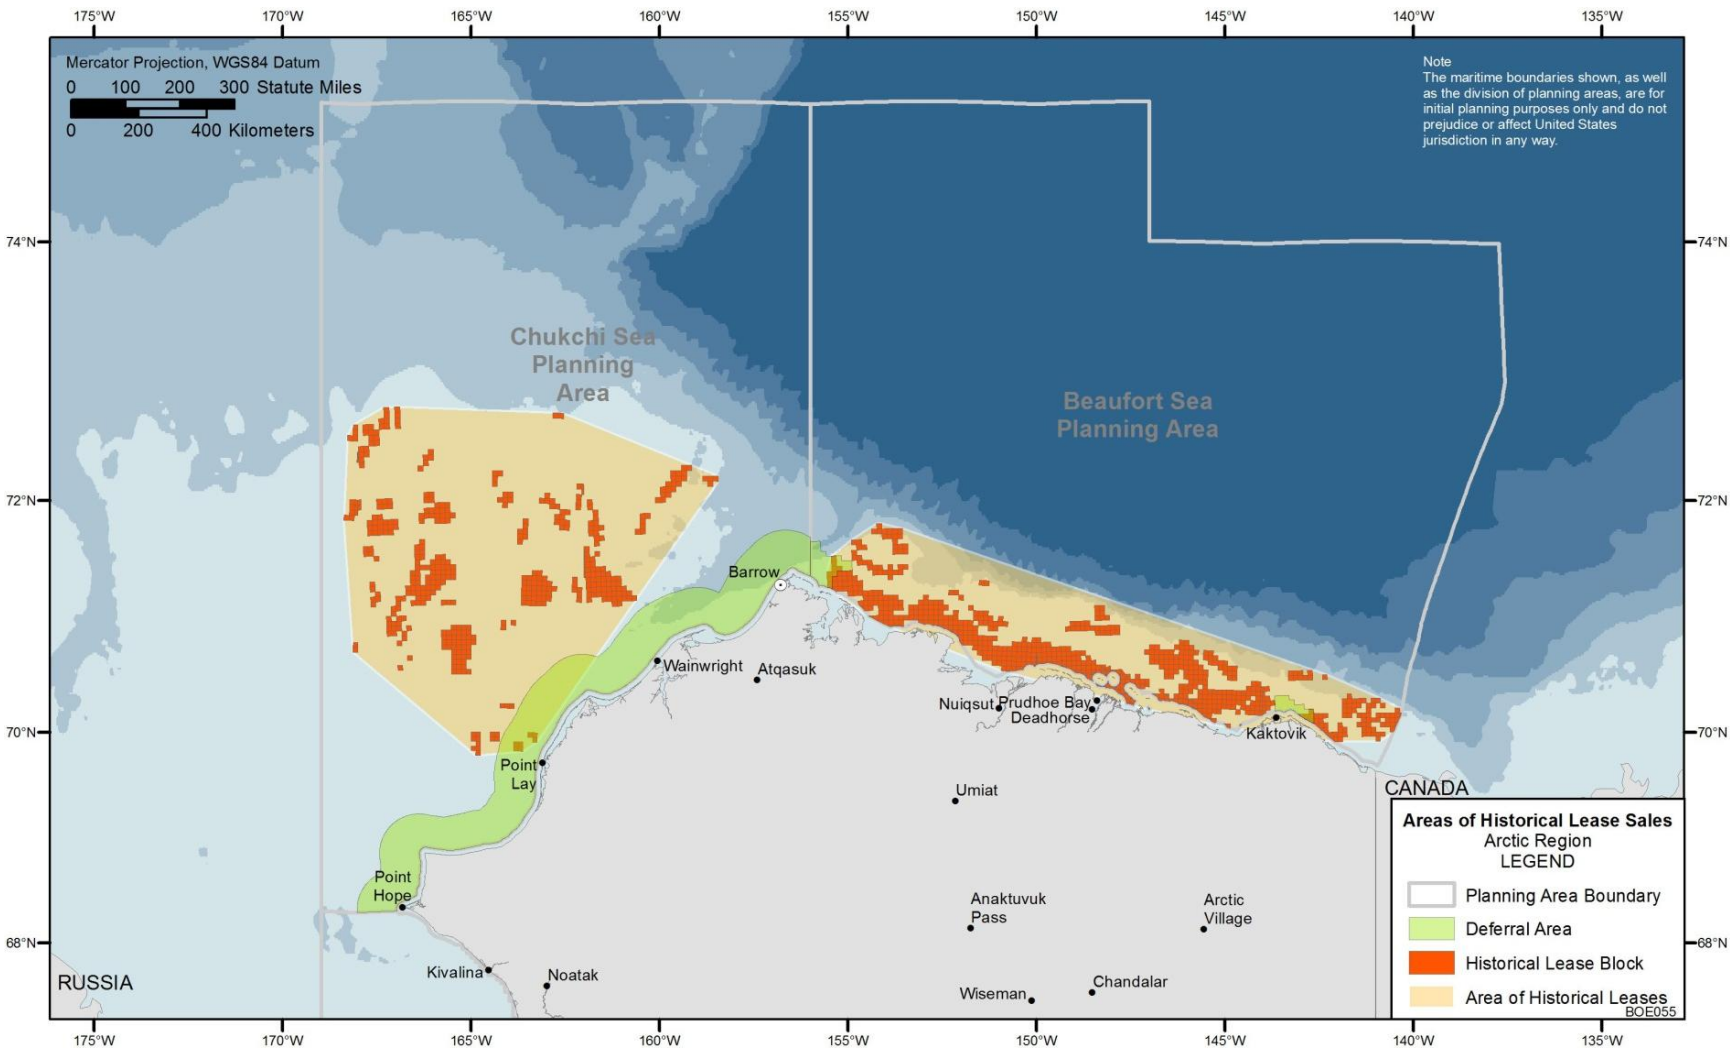 175°W 170°W 165°W 160°W 155°W 150°W 145°W 140°W 135°W
Mercator Projection, WGS84 Datum
0 100 200 300 Statute Miles
0 200 400 Kilometers
Note
The maritime boundaries shown, as well
as the division of planning areas, are for
initial planning purposes only and do not
prejudice or affect United States
jurisdiction in any way.
74°N 74°N
Chukchi Sea
Planning
Area
Beaufort Sea
Planning Area
72°N 72°N
Barrow
Wainwright
Atqasuk
Nuiqsut
Prudhoe Bay
Deadhorse
Kaktovik
70°N 70°N
Point
Lay
Umiat
CANADA
Point
Hope
Anaktuvuk
Pass
Arctic
Village
68°N 68°N
Kivalina
Noatak
RUSSIA
Wiseman
Chandalar
Areas of Historical Lease Sales
Arctic Region
LEGEND
Planning Area Boundary
Deferral Area
Historical Lease Block
Area of Historical Leases
BOE055
175°W 170°W 165°W 160°W 155°W 150°W 145°W 140°W 135°W